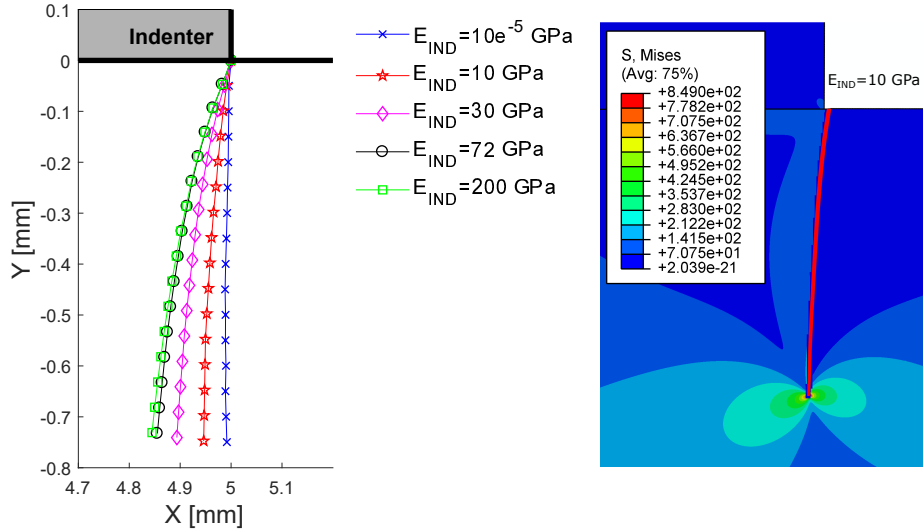 0.1
Indenter
0
-0.1
-0.2
-0.3
-0.4
-0.5
-0.6
-0.7
-0.8
Y [mm]
4.7 4.8 4.9 5 5.1
X [mm]
E_IND=10e^-5 GPa
E_IND=10 GPa
E_IND=30 GPa
E_IND=72 GPa
E_IND=200 GPa
S, Mises
(Avg: 75%)
+8.490e+02
+7.782e+02
+7.075e+02
+6.367e+02
+5.660e+02
+4.952e+02
+4.245e+02
+3.537e+02
+2.830e+02
+2.122e+02
+1.415e+02
+7.075e+01
+2.039e-21
E_IND=10 GPa